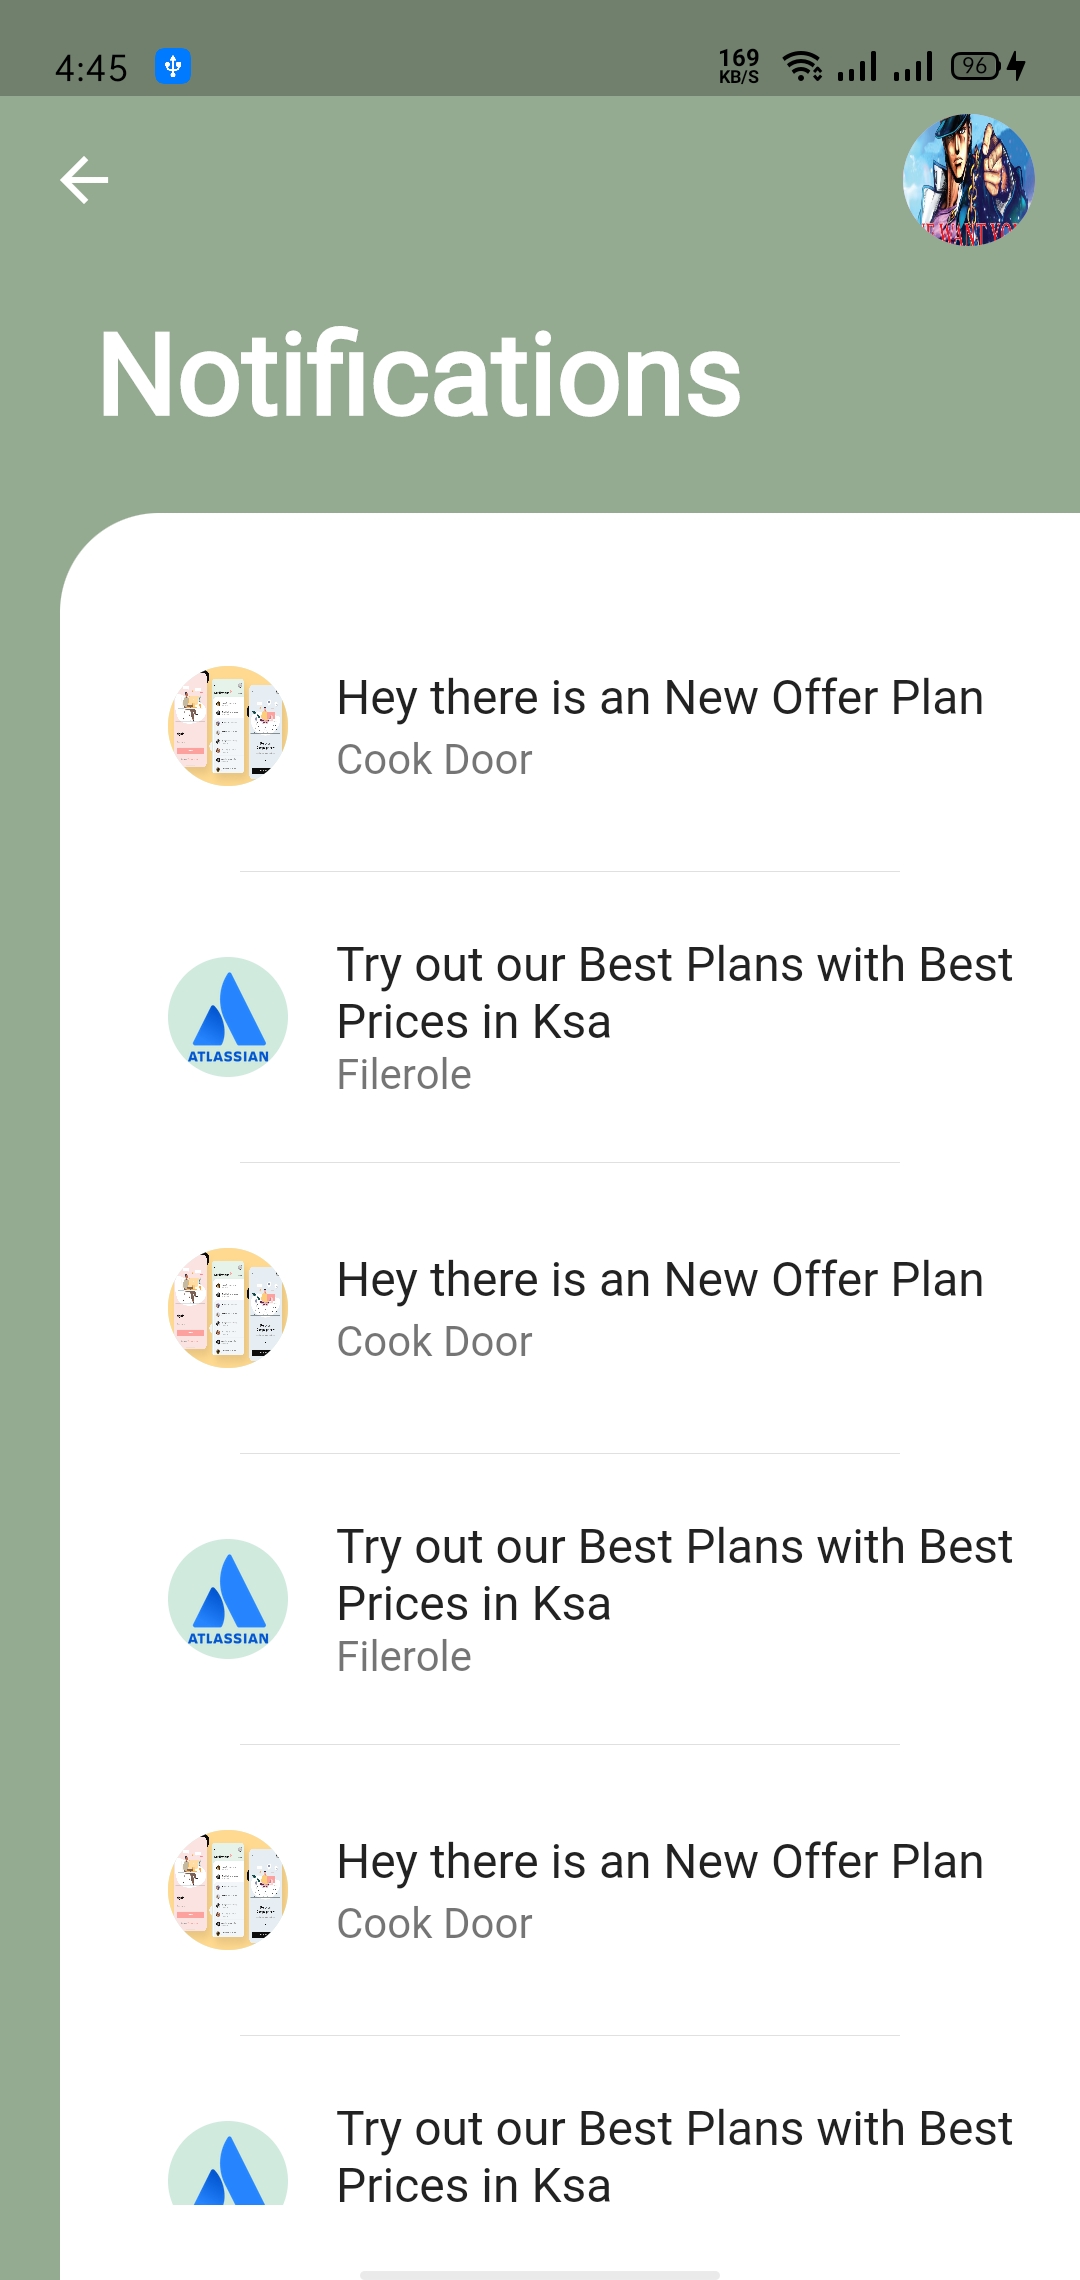 4:45
169
KB/S
96
WE WANT YOU
Notifications
Hey there is an New Offer Plan
Cook Door
Try out our Best Plans with Best
Prices in Ksa
ATLASSIAN
Filerole
Hey there is an New Offer Plan
Cook Door
Try out our Best Plans with Best
Prices in Ksa
ATLASSIAN
Filerole
Hey there is an New Offer Plan
Cook Door
Try out our Best Plans with Best
Prices in Ksa